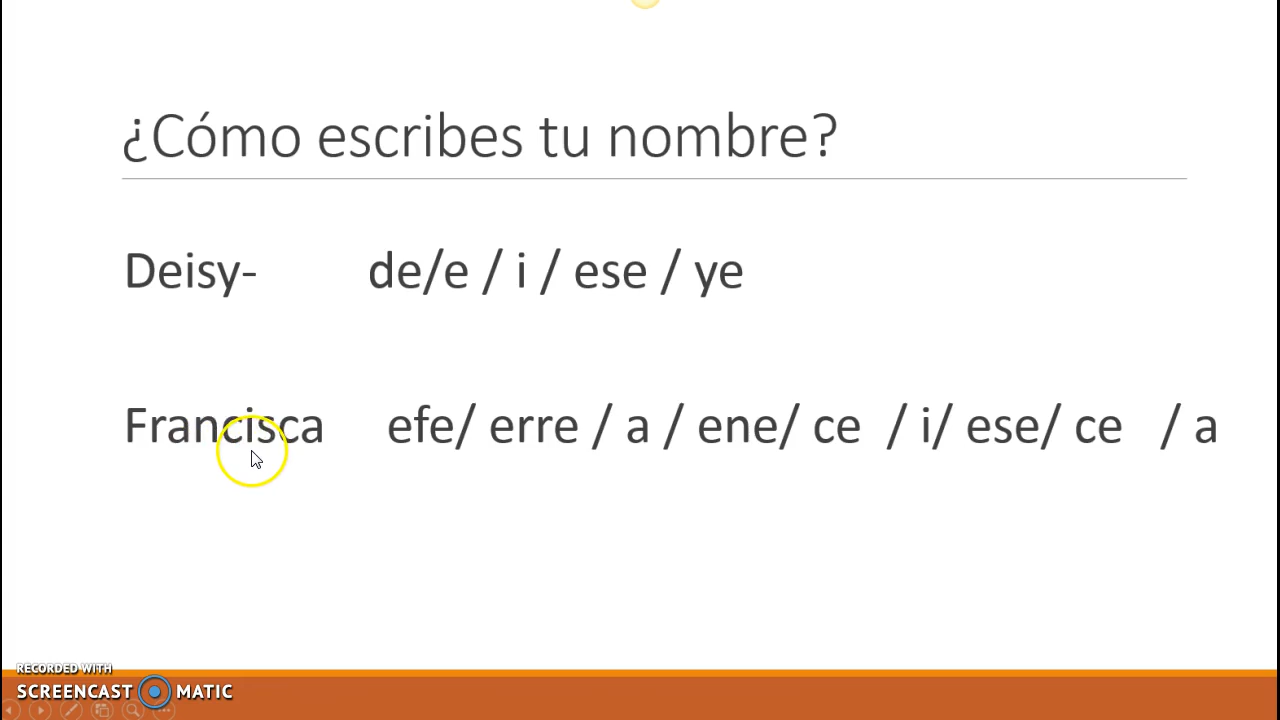 ¿Cómo escribes tu nombre?
Deisy- de/e / i / ese / ye
Francisca efe/ erre / a / ene/ ce / i/ ese/ ce / a
RECORDED WITH
SCREENCAST MATIC